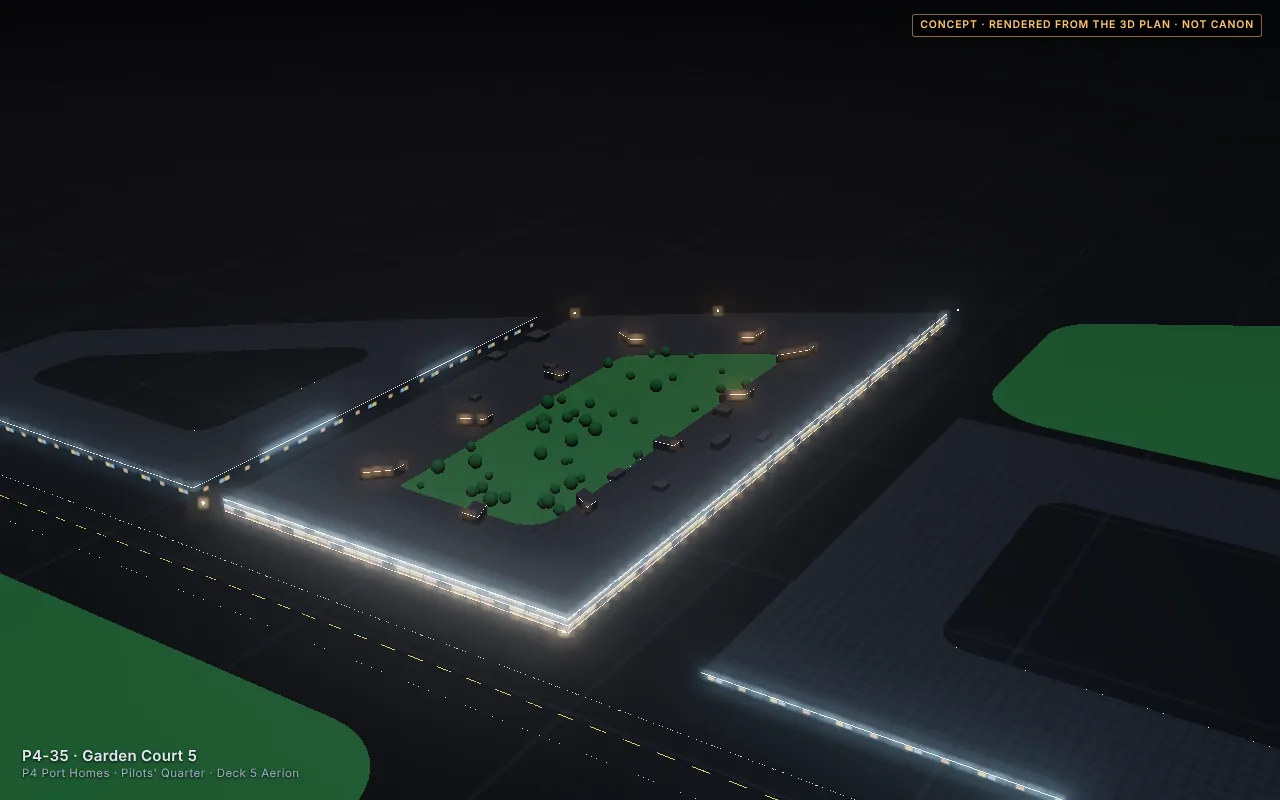 CONCEPT · RENDERED FROM THE 3D PLAN · NOT CANON
P4-35 · Garden Court 5
P4 Port Homes · Pilots' Quarter · Deck 5 Aerion